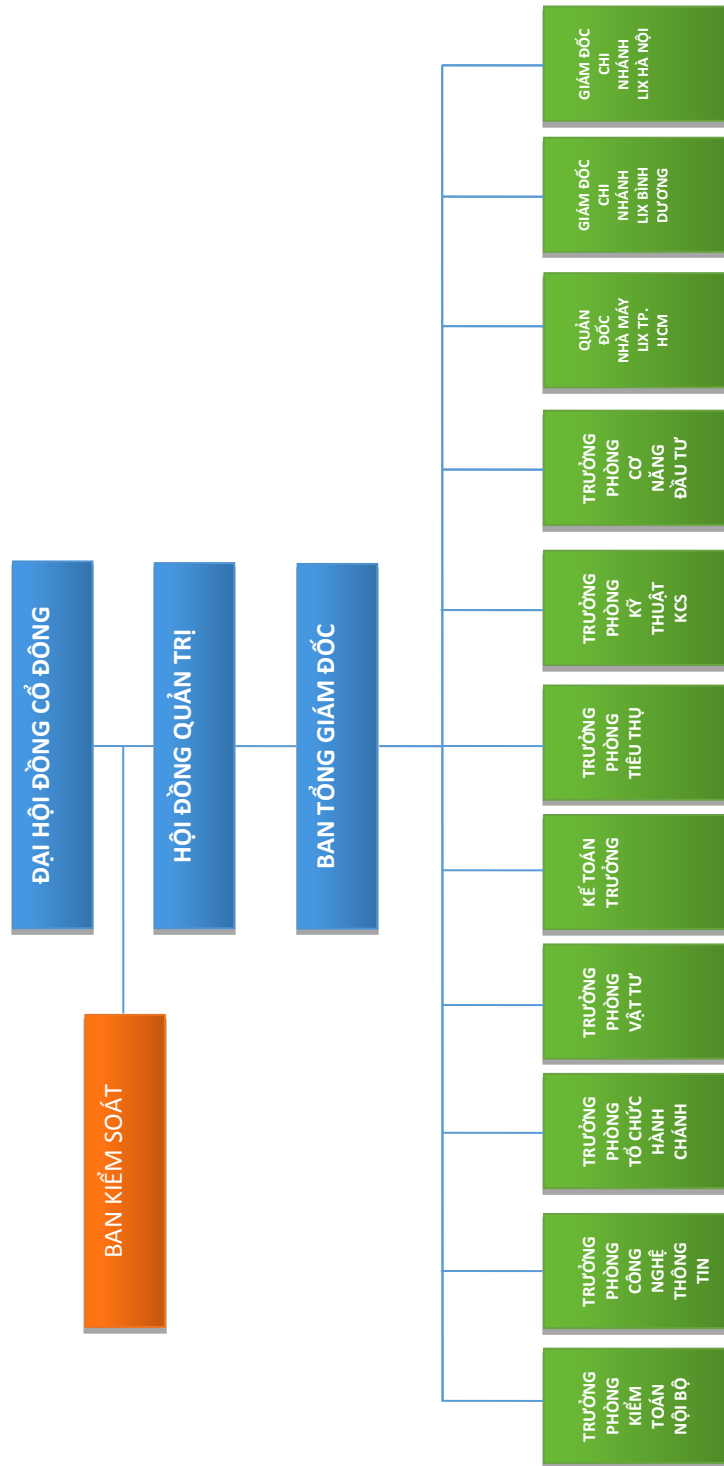 ĐẠI HỘI ĐỒNG CỔ ĐÔNG
BAN KIỂM SOÁT
HỘI ĐỒNG QUẢN TRỊ
BAN TỔNG GIÁM ĐỐC
TRƯỞNG
PHÒNG
KIỂM
TOÁN
NỘI BỘ
TRƯỞNG
PHÒNG
CÔNG
NGHỆ
THÔNG
TIN
TRƯỞNG
PHÒNG
TỔ CHỨC
HÀNH
CHÁNH
TRƯỞNG
PHÒNG
VẬT TƯ
KẾ TOÁN
TRƯỞNG
TRƯỞNG
PHÒNG
TIÊU THỤ
TRƯỞNG
PHÒNG
KỸ
THUẬT
KCS
TRƯỞNG
PHÒNG
CƠ
NĂNG
ĐẦU TƯ
QUẢN
ĐỐC
NHÀ MÁY
LIX TP.
HCM
GIÁM ĐỐC
CHI
NHÁNH
LIX BÌNH
DƯƠNG
GIÁM ĐỐC
CHI
NHÁNH
LIX HÀ NỘI